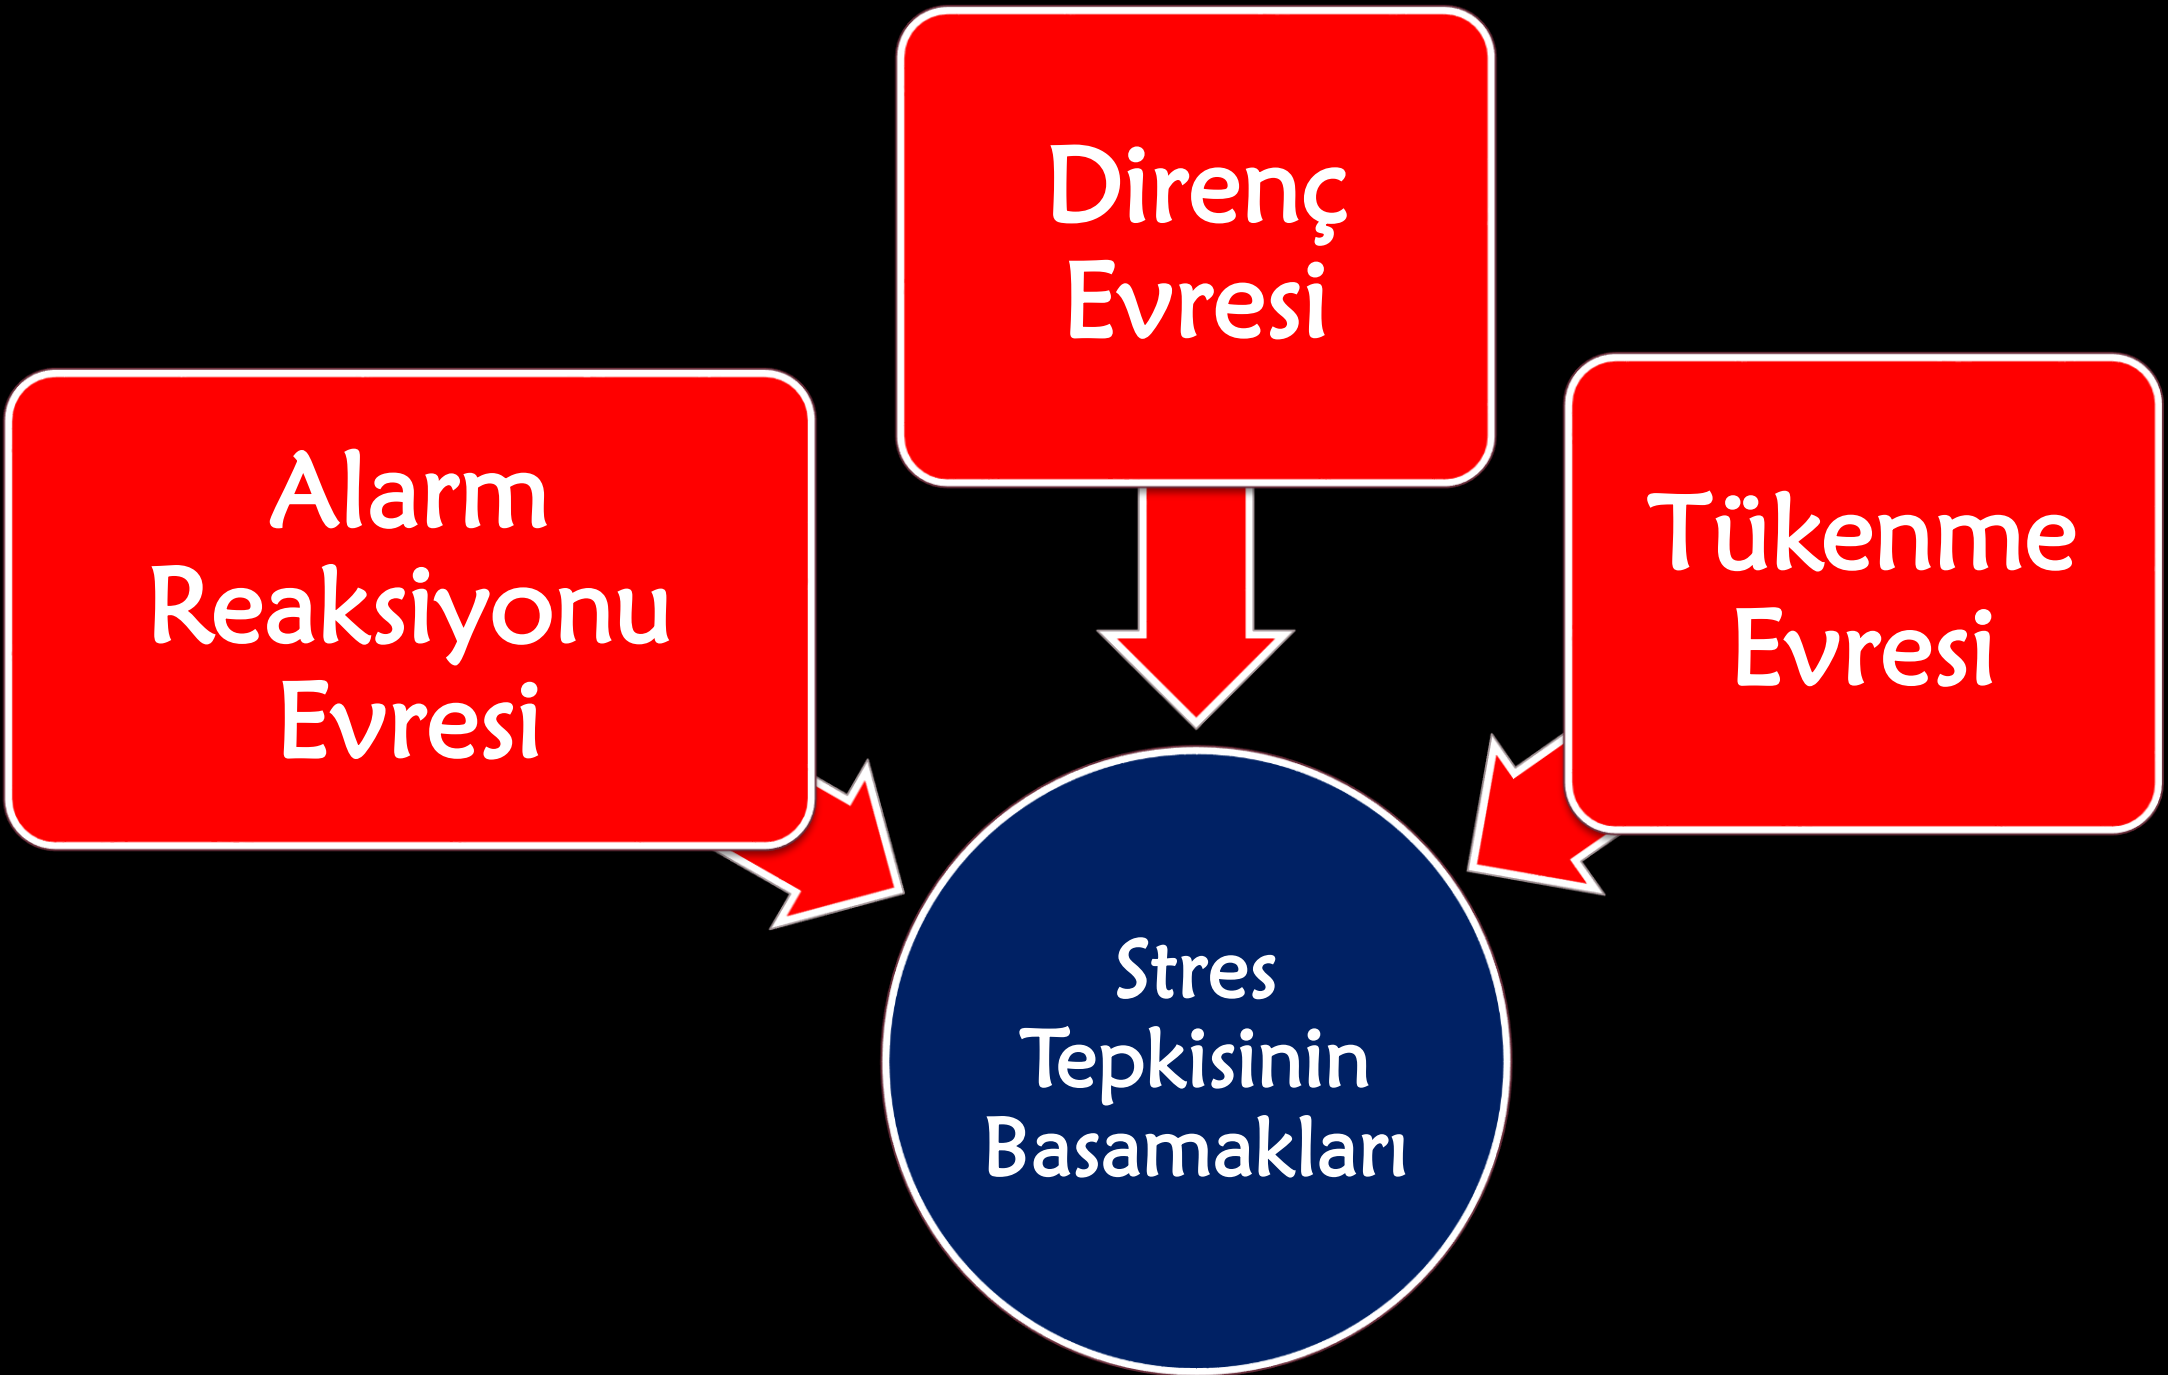 Alarm
Reaksiyonu
Evresi
Direnç
Evresi
Tükenme
Evresi
Stres
Tepkisinin
Basamakları